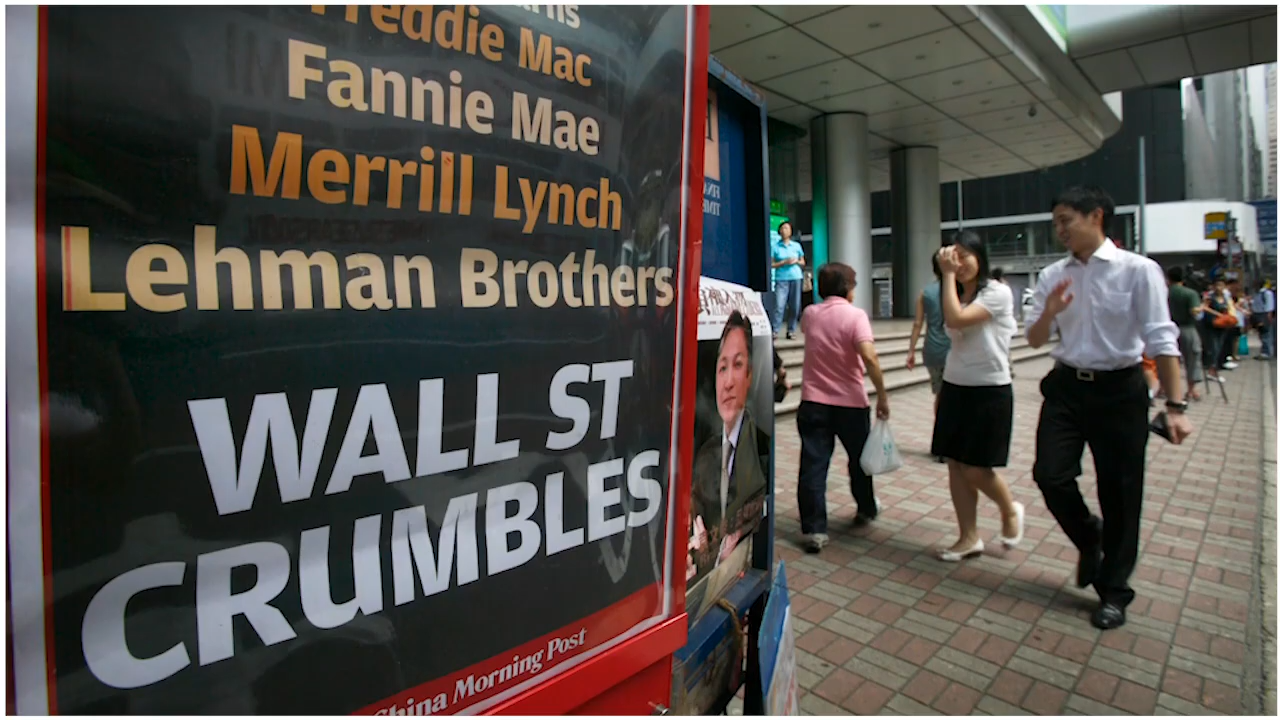 Freddie Mac
Fannie Mae
Merrill Lynch
Lehman Brothers
WALL ST
CRUMBLES
China Morning Post